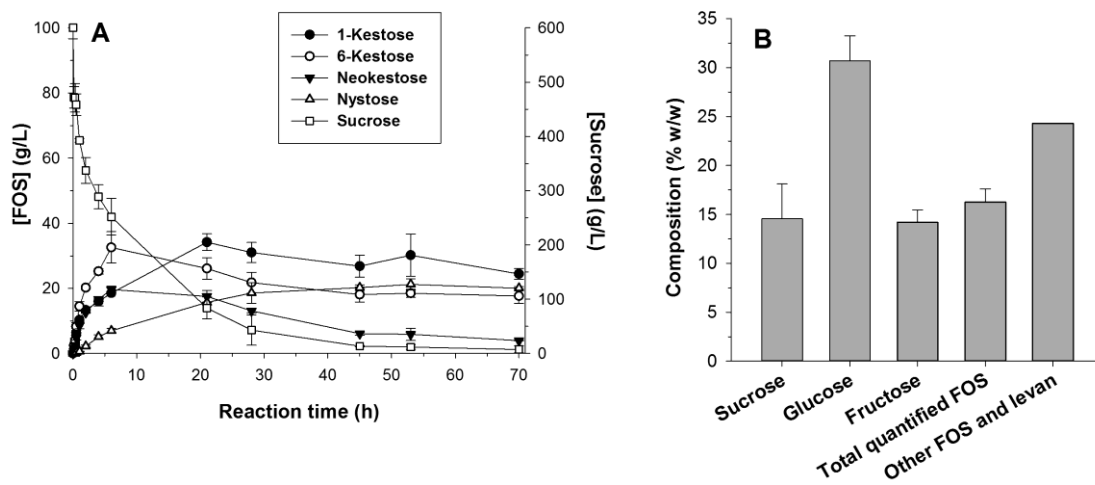 A
1-Kestose
6-Kestose
Neokestose
Nystose
Sucrose
100
80
60
40
20
0
[FOS] (g/L)
600
500
400
300
200
100
0
[Sucrose] (g/L)
0 10 20 30 40 50 60 70
Reaction time (h)
B
35
30
25
20
15
10
5
0
Composition (% w/w)
Sucrose
Glucose
Fructose
Total quantified FOS
Other FOS and levan